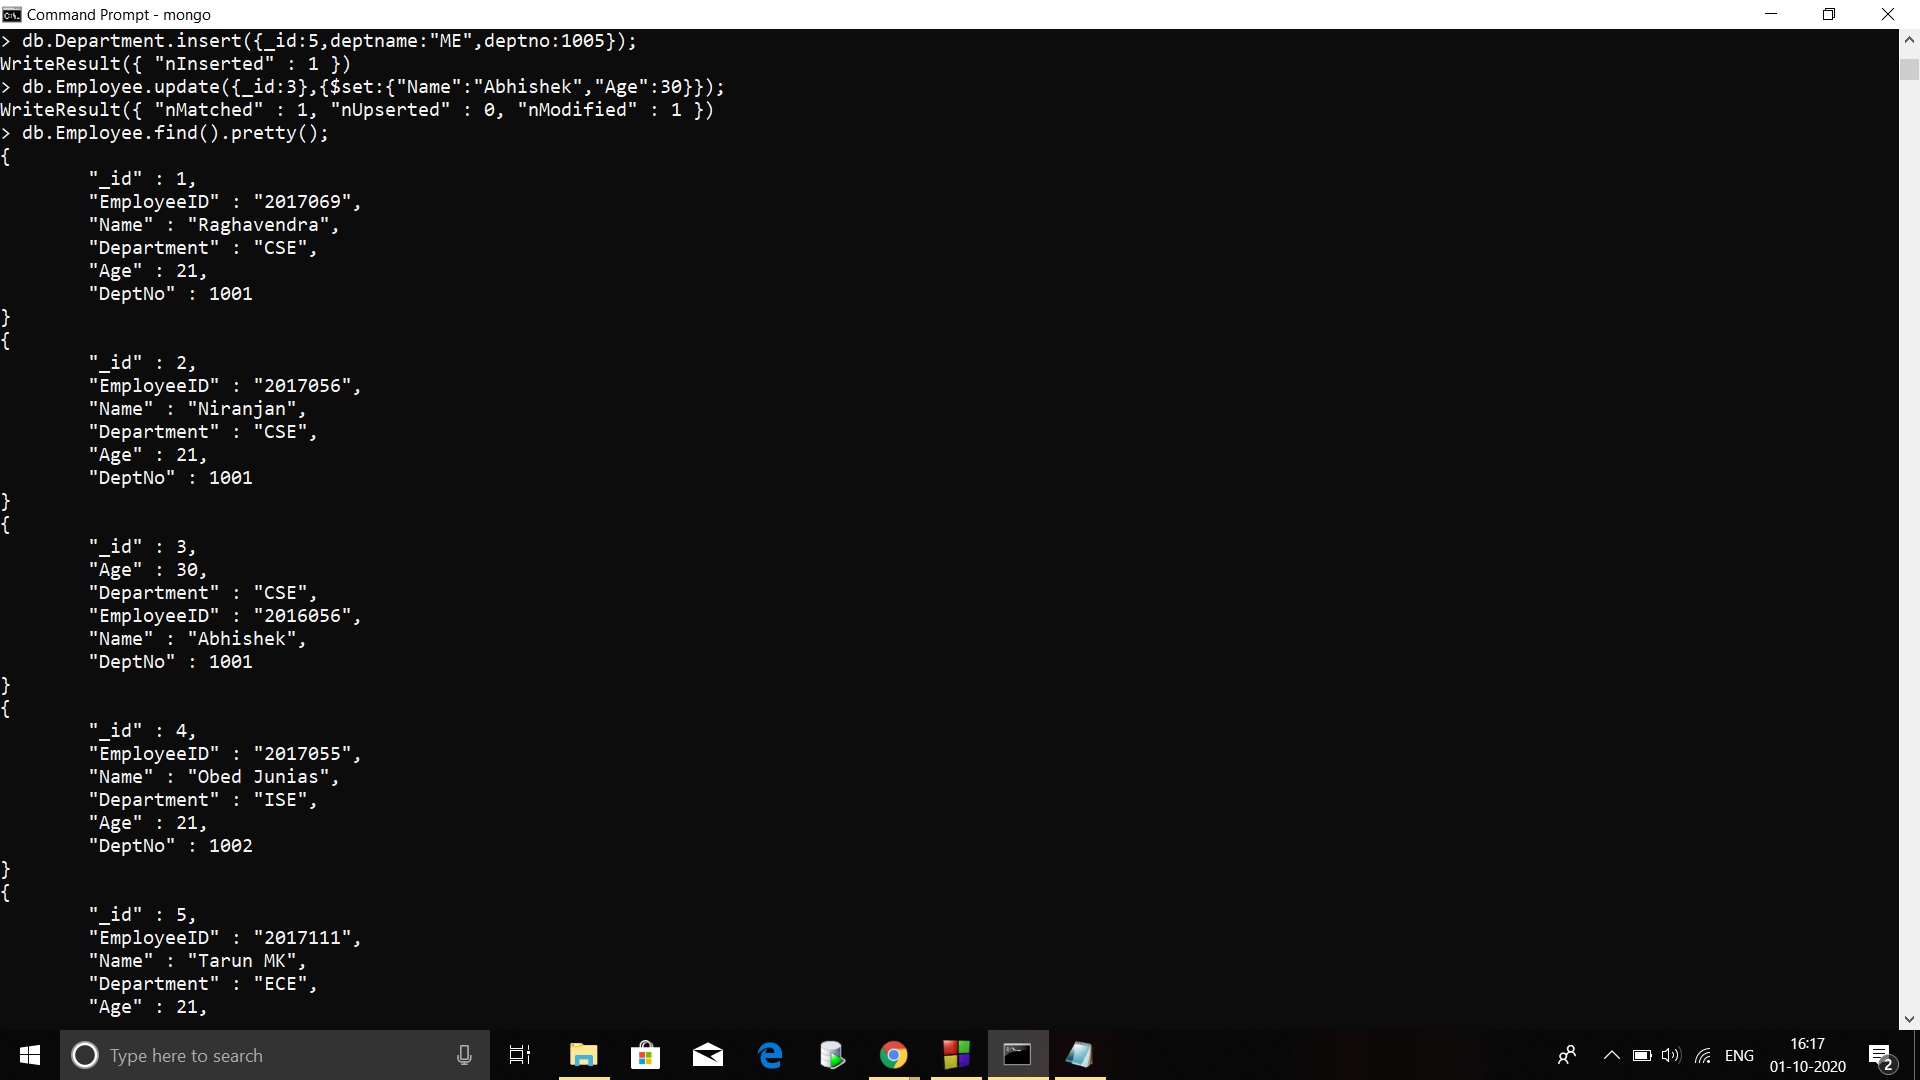 Command Prompt - mongo
> db.Department.insert({_id:5,deptname:"ME",deptno:1005});
WriteResult({ "nInserted" : 1 })
> db.Employee.update({_id:3},{$set:{"Name":"Abhishek","Age":30}});
WriteResult({ "nMatched" : 1, "nUpserted" : 0, "nModified" : 1 })
> db.Employee.find().pretty();
{
"_id" : 1,
"EmployeeID" : "2017069",
"Name" : "Raghavendra",
"Department" : "CSE",
"Age" : 21,
"DeptNo" : 1001
}
{
"_id" : 2,
"EmployeeID" : "2017056",
"Name" : "Niranjan",
"Department" : "CSE",
"Age" : 21,
"DeptNo" : 1001
}
{
"_id" : 3,
"Age" : 30,
"Department" : "CSE",
"EmployeeID" : "2016056",
"Name" : "Abhishek",
"DeptNo" : 1001
}
{
"_id" : 4,
"EmployeeID" : "2017055",
"Name" : "Obed Junias",
"Department" : "ISE",
"Age" : 21,
"DeptNo" : 1002
}
{
"_id" : 5,
"EmployeeID" : "2017111",
"Name" : "Tarun MK",
"Department" : "ECE",
"Age" : 21,
Type here to search
ENG
16:17
01-10-2020
2